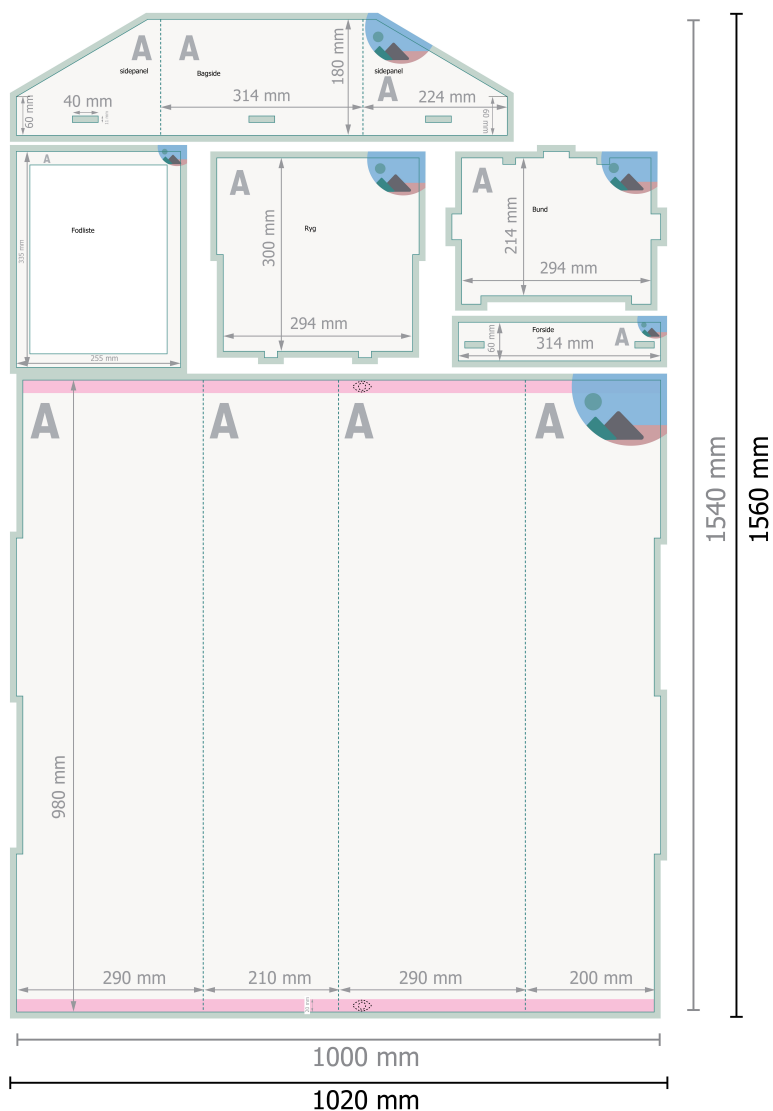 A
A
sidepanel
Bagside
sidepanel
A
180 mm
40 mm
314 mm
224 mm
60 mm
60 mm
A
Fodliste
335 mm
255 mm
A
Ryg
300 mm
294 mm
A
Bund
214 mm
294 mm
Forside
A
60 mm
314 mm
A
A
A
A
980 mm
290 mm
210 mm
290 mm
200 mm
1540 mm
1560 mm
1000 mm
1020 mm